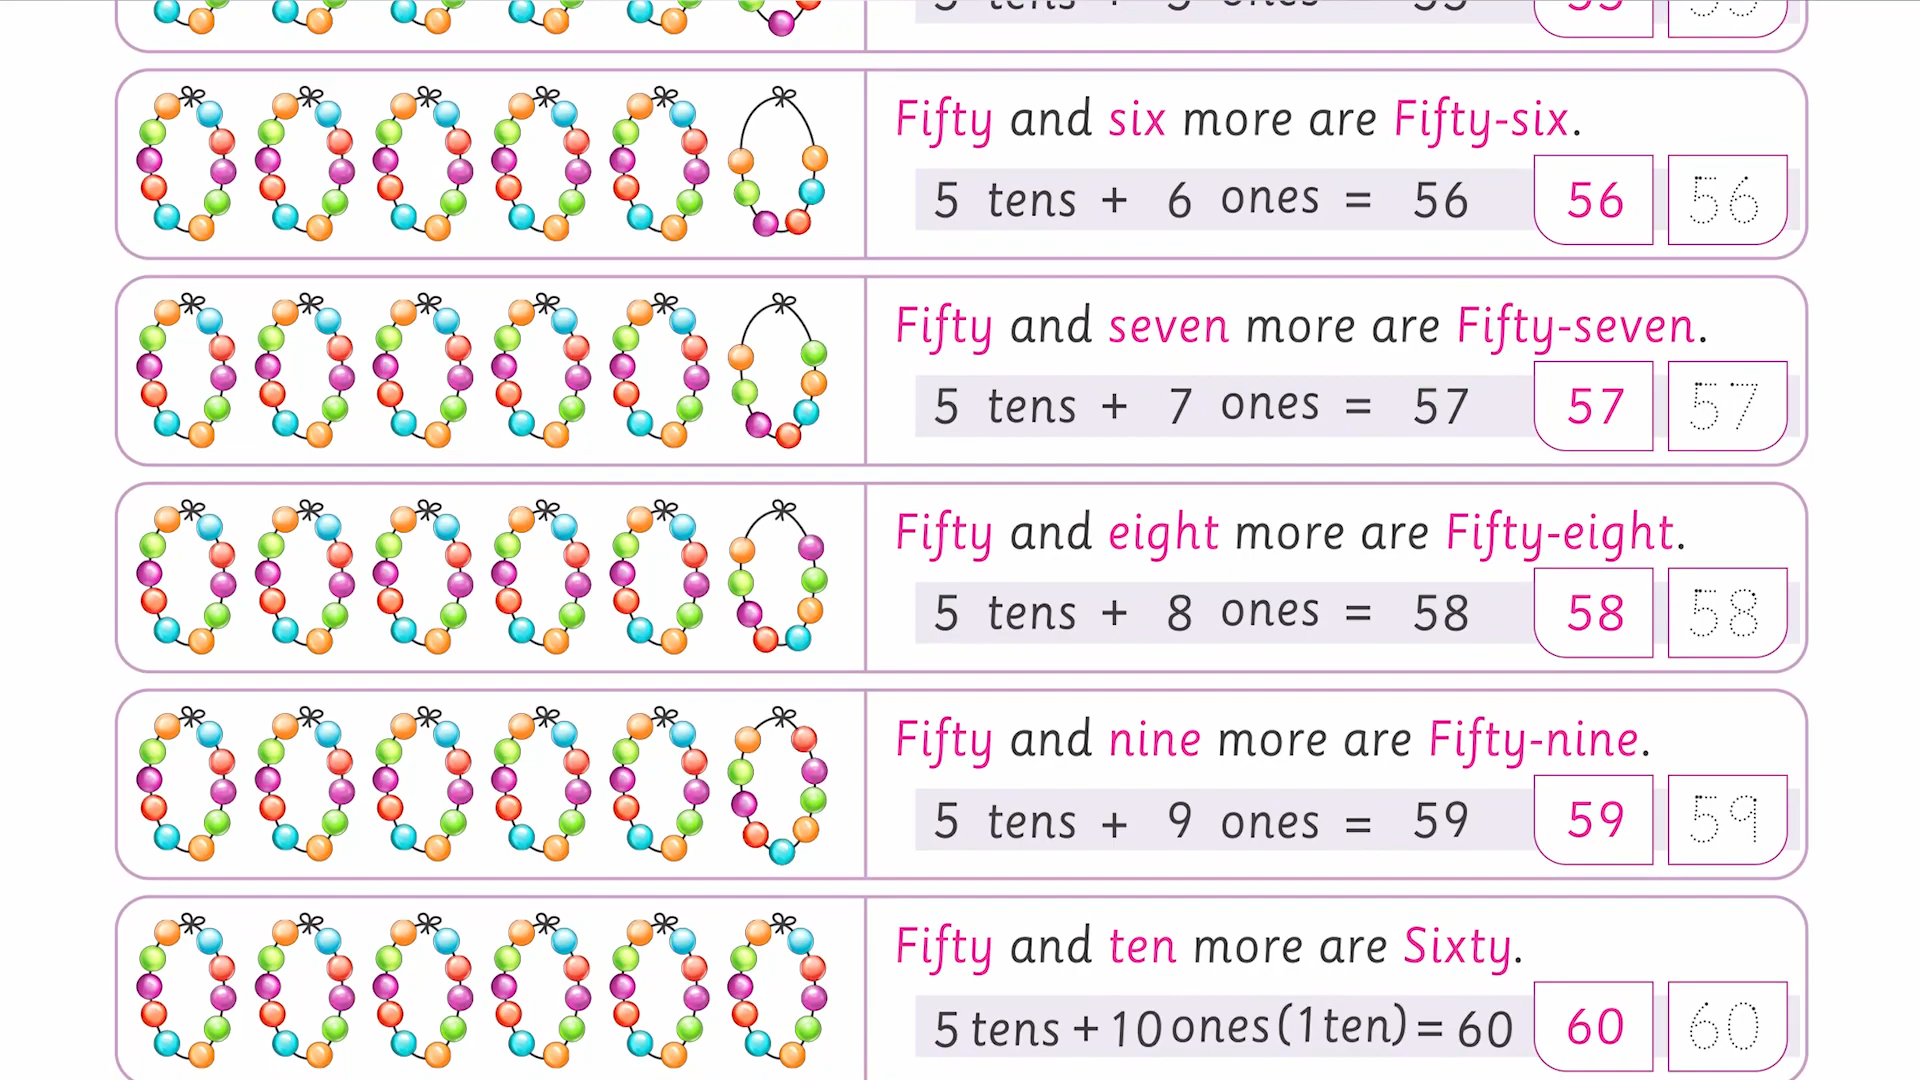 Fifty and six more are Fifty-six.
5 tens + 6 ones = 56 56 56
Fifty and seven more are Fifty-seven.
5 tens + 7 ones = 57 57 57
Fifty and eight more are Fifty-eight.
5 tens + 8 ones = 58 58 58
Fifty and nine more are Fifty-nine.
5 tens + 9 ones = 59 59 59
Fifty and ten more are Sixty.
5 tens + 10 ones (1 ten) = 60 60 60